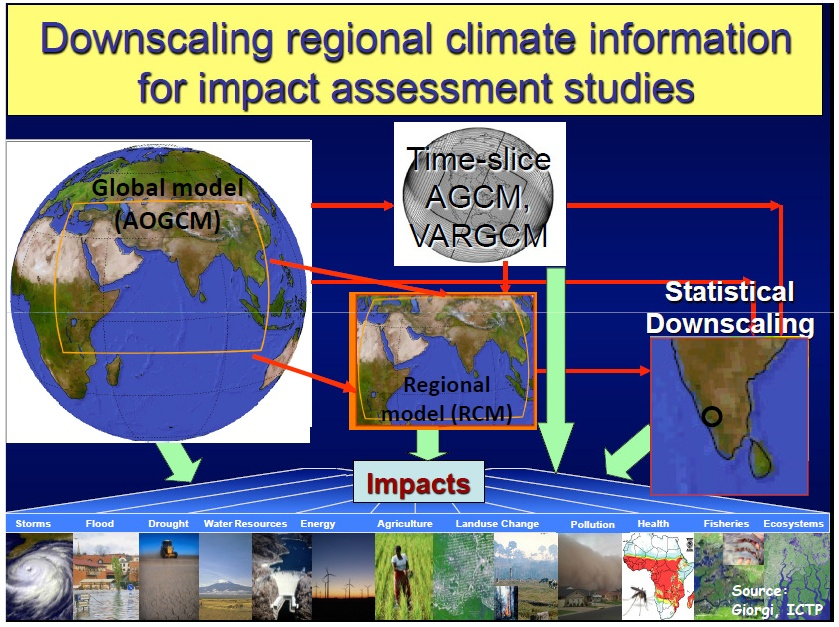 Downscaling regional climate information
for impact assessment studies
Global model
(AOGCM)
Time-slice
AGCM,
VARGCM
Statistical
Downscaling
Regional
model (RCM)
Impacts
Storms Flood Drought Water Resources Energy Agriculture Landuse Change Pollution Health Fisheries Ecosystems
Source:
Giorgi, ICTP